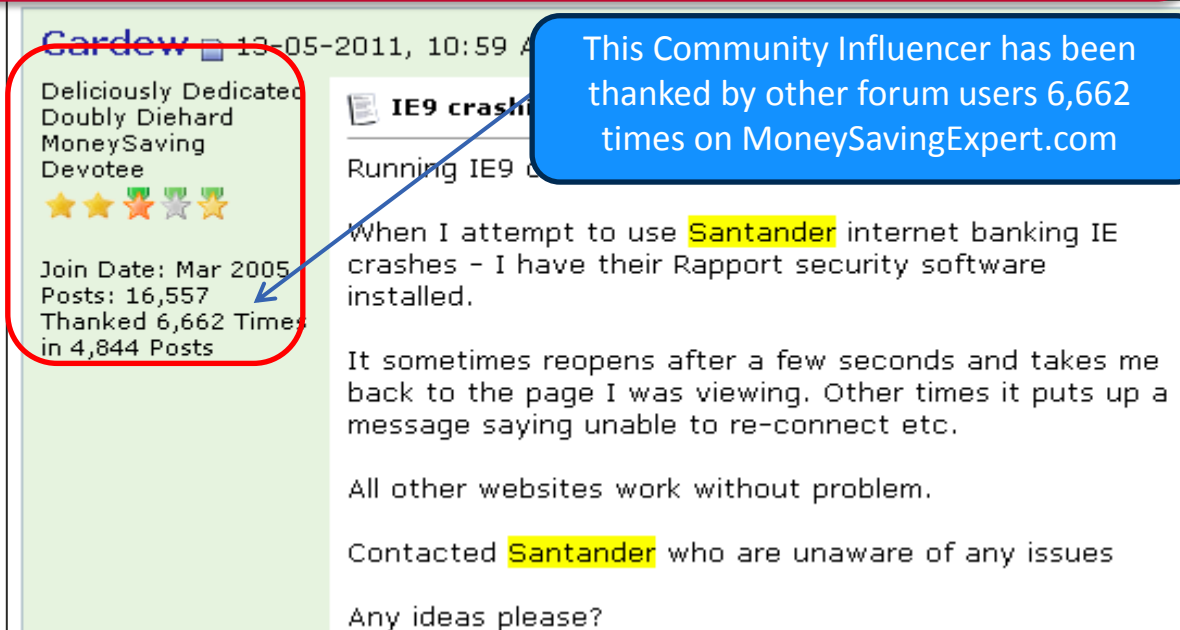 Cardew 13-05-2011, 10:59
This Community Influencer has been
thanked by other forum users 6,662
times on MoneySavingExpert.com
Deliciously Dedicated
Doubly Diehard
MoneySaving
Devotee
Join Date: Mar 2005
Posts: 16,557
Thanked 6,662 Times
in 4,844 Posts
IE9 crashi
Running IE9
When I attempt to use Santander internet banking IE
crashes – I have their Rapport security software
installed.
It sometimes reopens after a few seconds and takes me
back to the page I was viewing. Other times it puts up a
message saying unable to re-connect etc.
All other websites work without problem.
Contacted Santander who are unaware of any issues
Any ideas please?